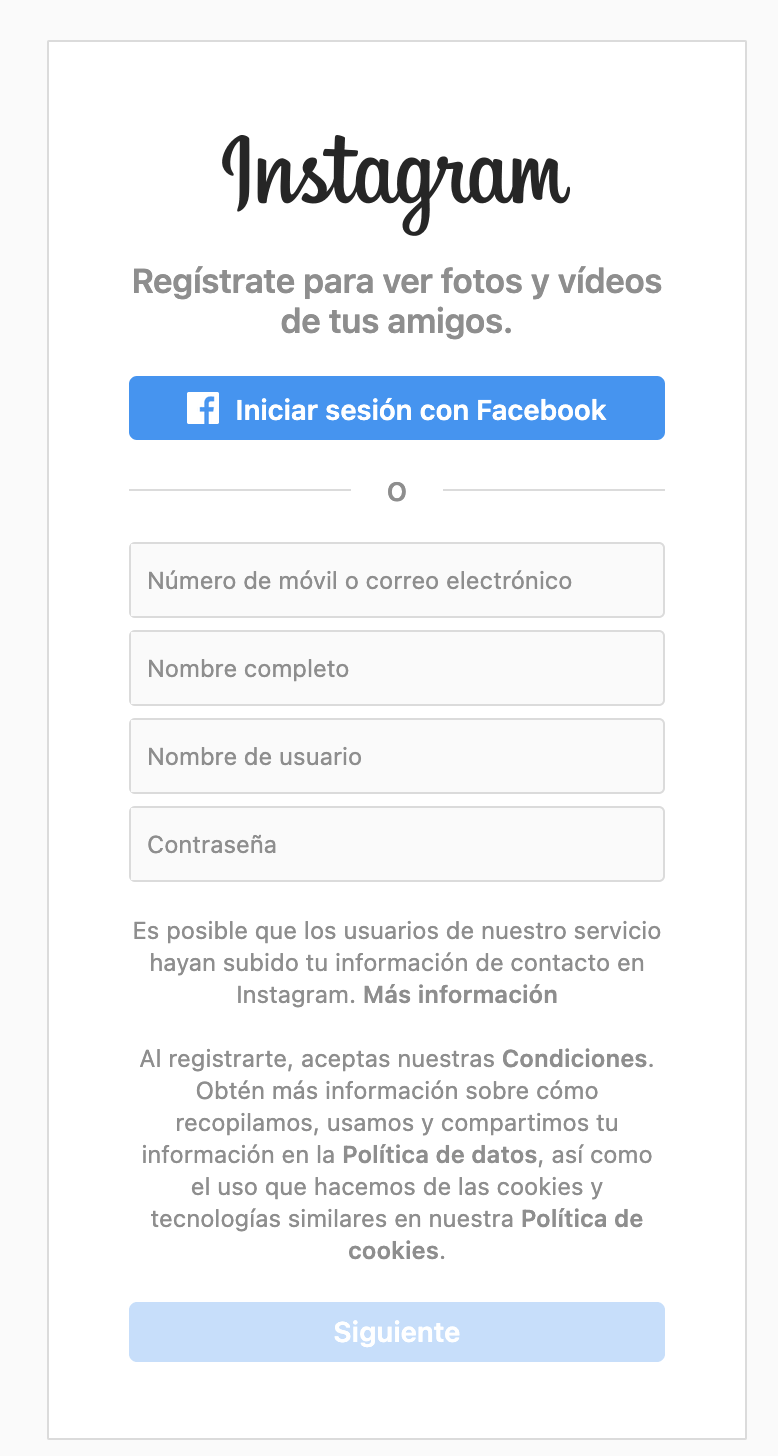 Instagram
Regístrate para ver fotos y vídeos
de tus amigos.
Iniciar sesión con Facebook
O
Número de móvil o correo electrónico
Nombre completo
Nombre de usuario
Contraseña
Es posible que los usuarios de nuestro servicio
hayan subido tu información de contacto en
Instagram. Más información
Al registrarte, aceptas nuestras Condiciones.
Obtén más información sobre cómo
recopilamos, usamos y compartimos tu
información en la Política de datos, así como
el uso que hacemos de las cookies y
tecnologías similares en nuestra Política de
cookies.
Siguiente